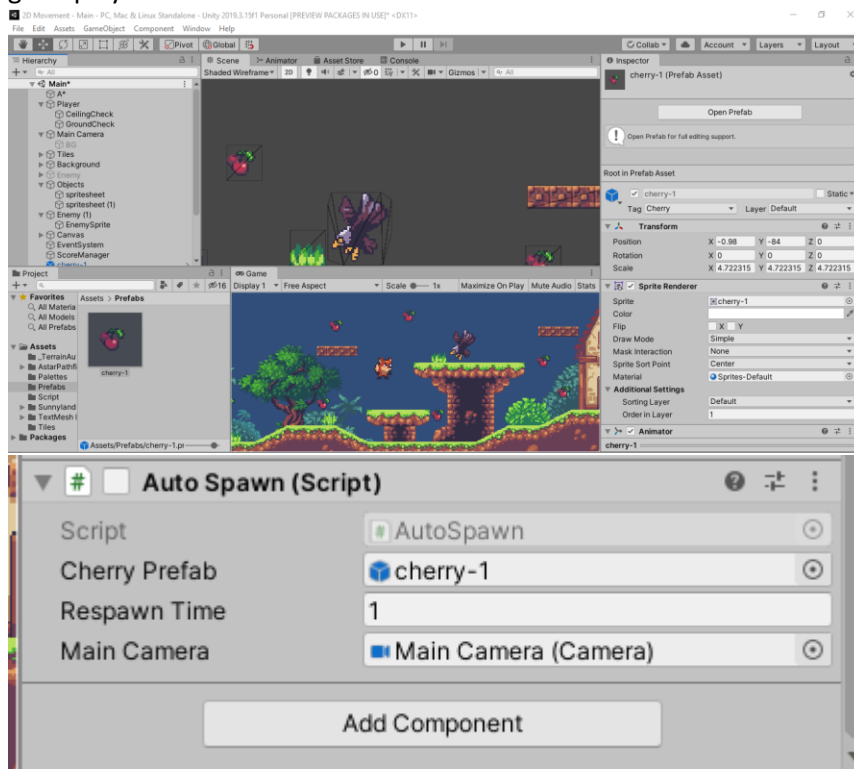 2D Movement - Main - PC, Mac & Linux Standalone - Unity 2019.3.15f1 Personal [PREVIEW PACKAGES IN USE]* <DX11>
File Edit Assets GameObject Component Window Help
Pivot Global Collab Account Layers Layout
Hierarchy
All
Main*
A*
Player
CeilingCheck
GroundCheck
Main Camera
BG
Tiles
Background
Enemy
Objects
spritesheet
spritesheet (1)
Enemy (1)
EnemySprite
Canvas
EventSystem
ScoreManager
cherry-1
Scene Animator Asset Store Console
Shaded Wireframe 2D 0 Gizmos All
Project
16
Favorites
All Materia
All Models
All Prefabs
Assets
_TerrainAu
AstarPathfi
Palettes
Prefabs
Script
Sunnyland
TextMesh
Tiles
Packages
Assets > Prefabs
cherry-1
Assets/Prefabs/cherry-1.pr
Game
Display 1 Free Aspect Scale 1x Maximize On Play Mute Audio Stats
Inspector
cherry-1 (Prefab Asset)
Open Prefab
Open Prefab for full editing support.
Root in Prefab Asset
cherry-1 Static
Tag Cherry Layer Default
Transform
Position X -0.98 Y -84 Z 0
Rotation X 0 Y 0 Z 0
Scale X 4.722315 Y 4.722315 Z 4.722315
Sprite Renderer
Sprite cherry-1
Color
Flip X Y
Draw Mode Simple
Mask Interaction None
Sprite Sort Point Center
Material Sprites-Default
Additional Settings
Sorting Layer Default
Order in Layer 1
Animator
cherry-1
# Auto Spawn (Script)
Script AutoSpawn
Cherry Prefab cherry-1
Respawn Time 1
Main Camera Main Camera (Camera)
Add Component